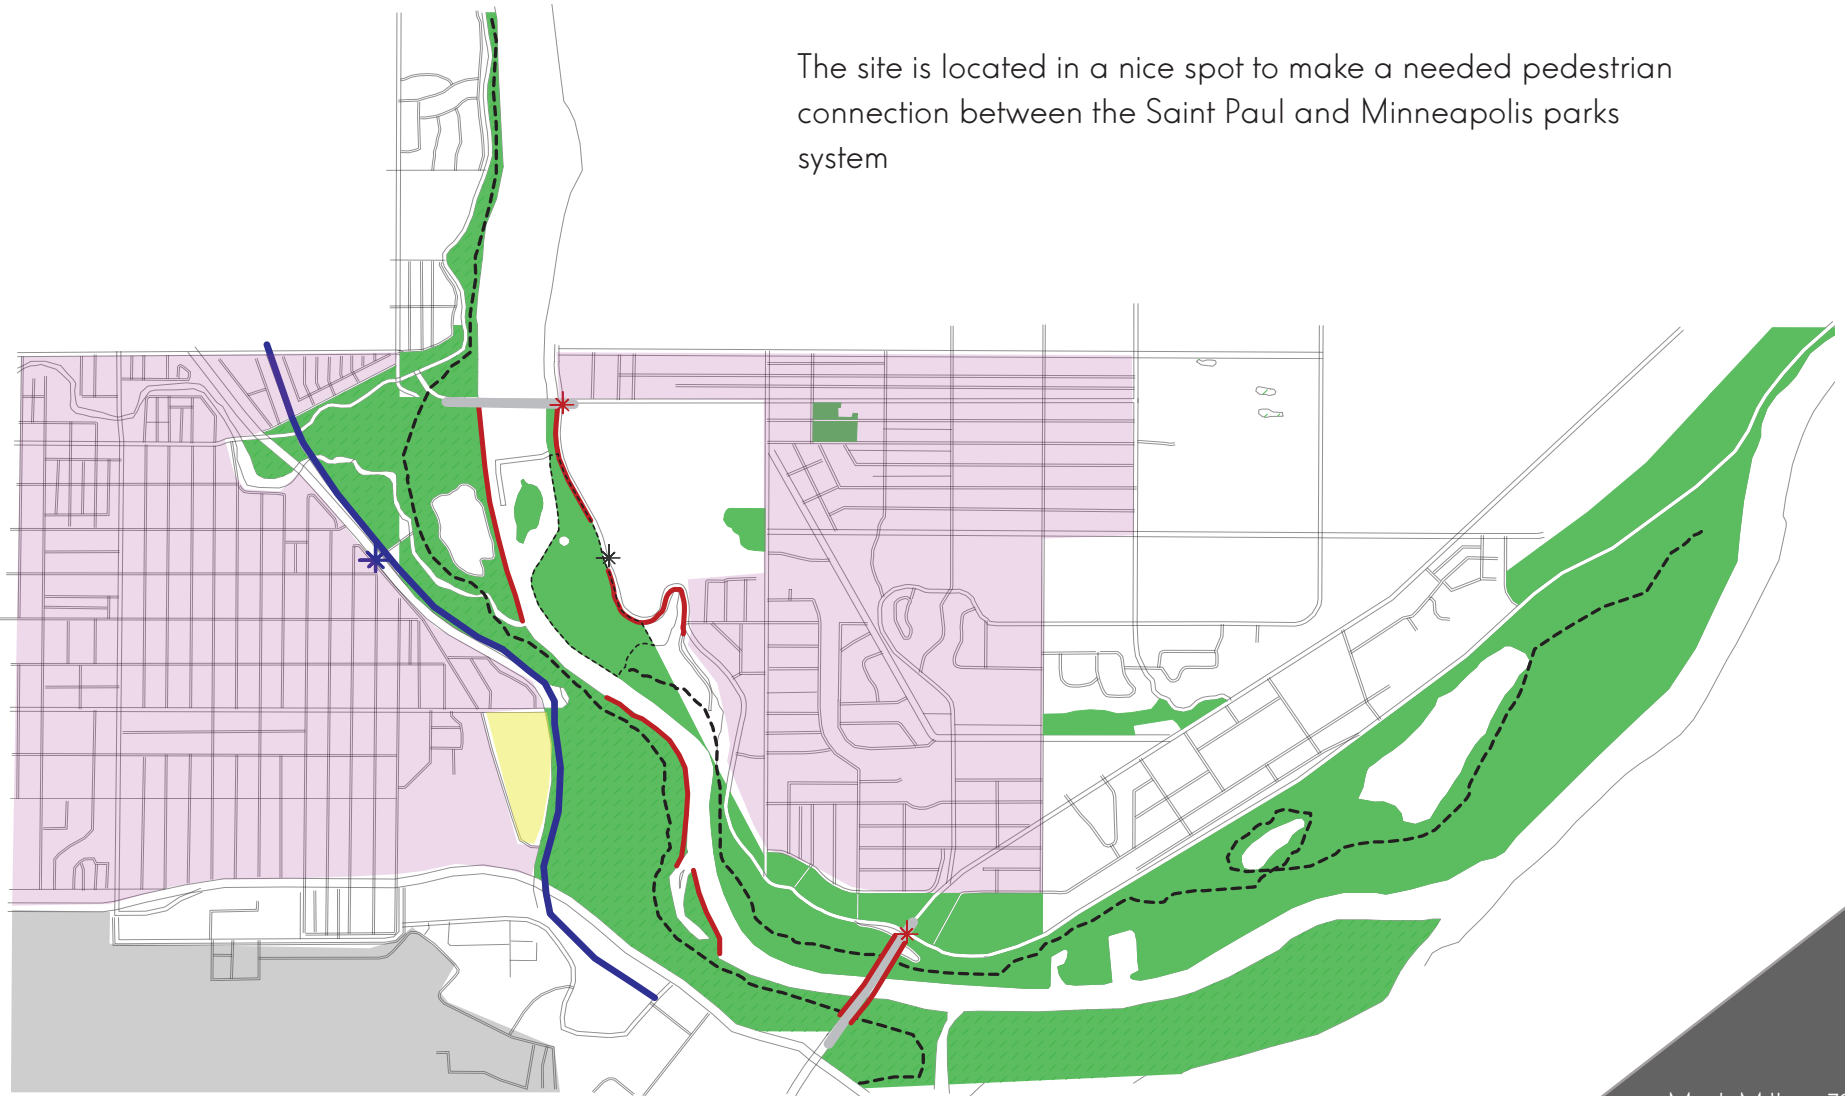 The site is located in a nice spot to make a needed pedestrian
connection between the Saint Paul and Minneapolis parks
system